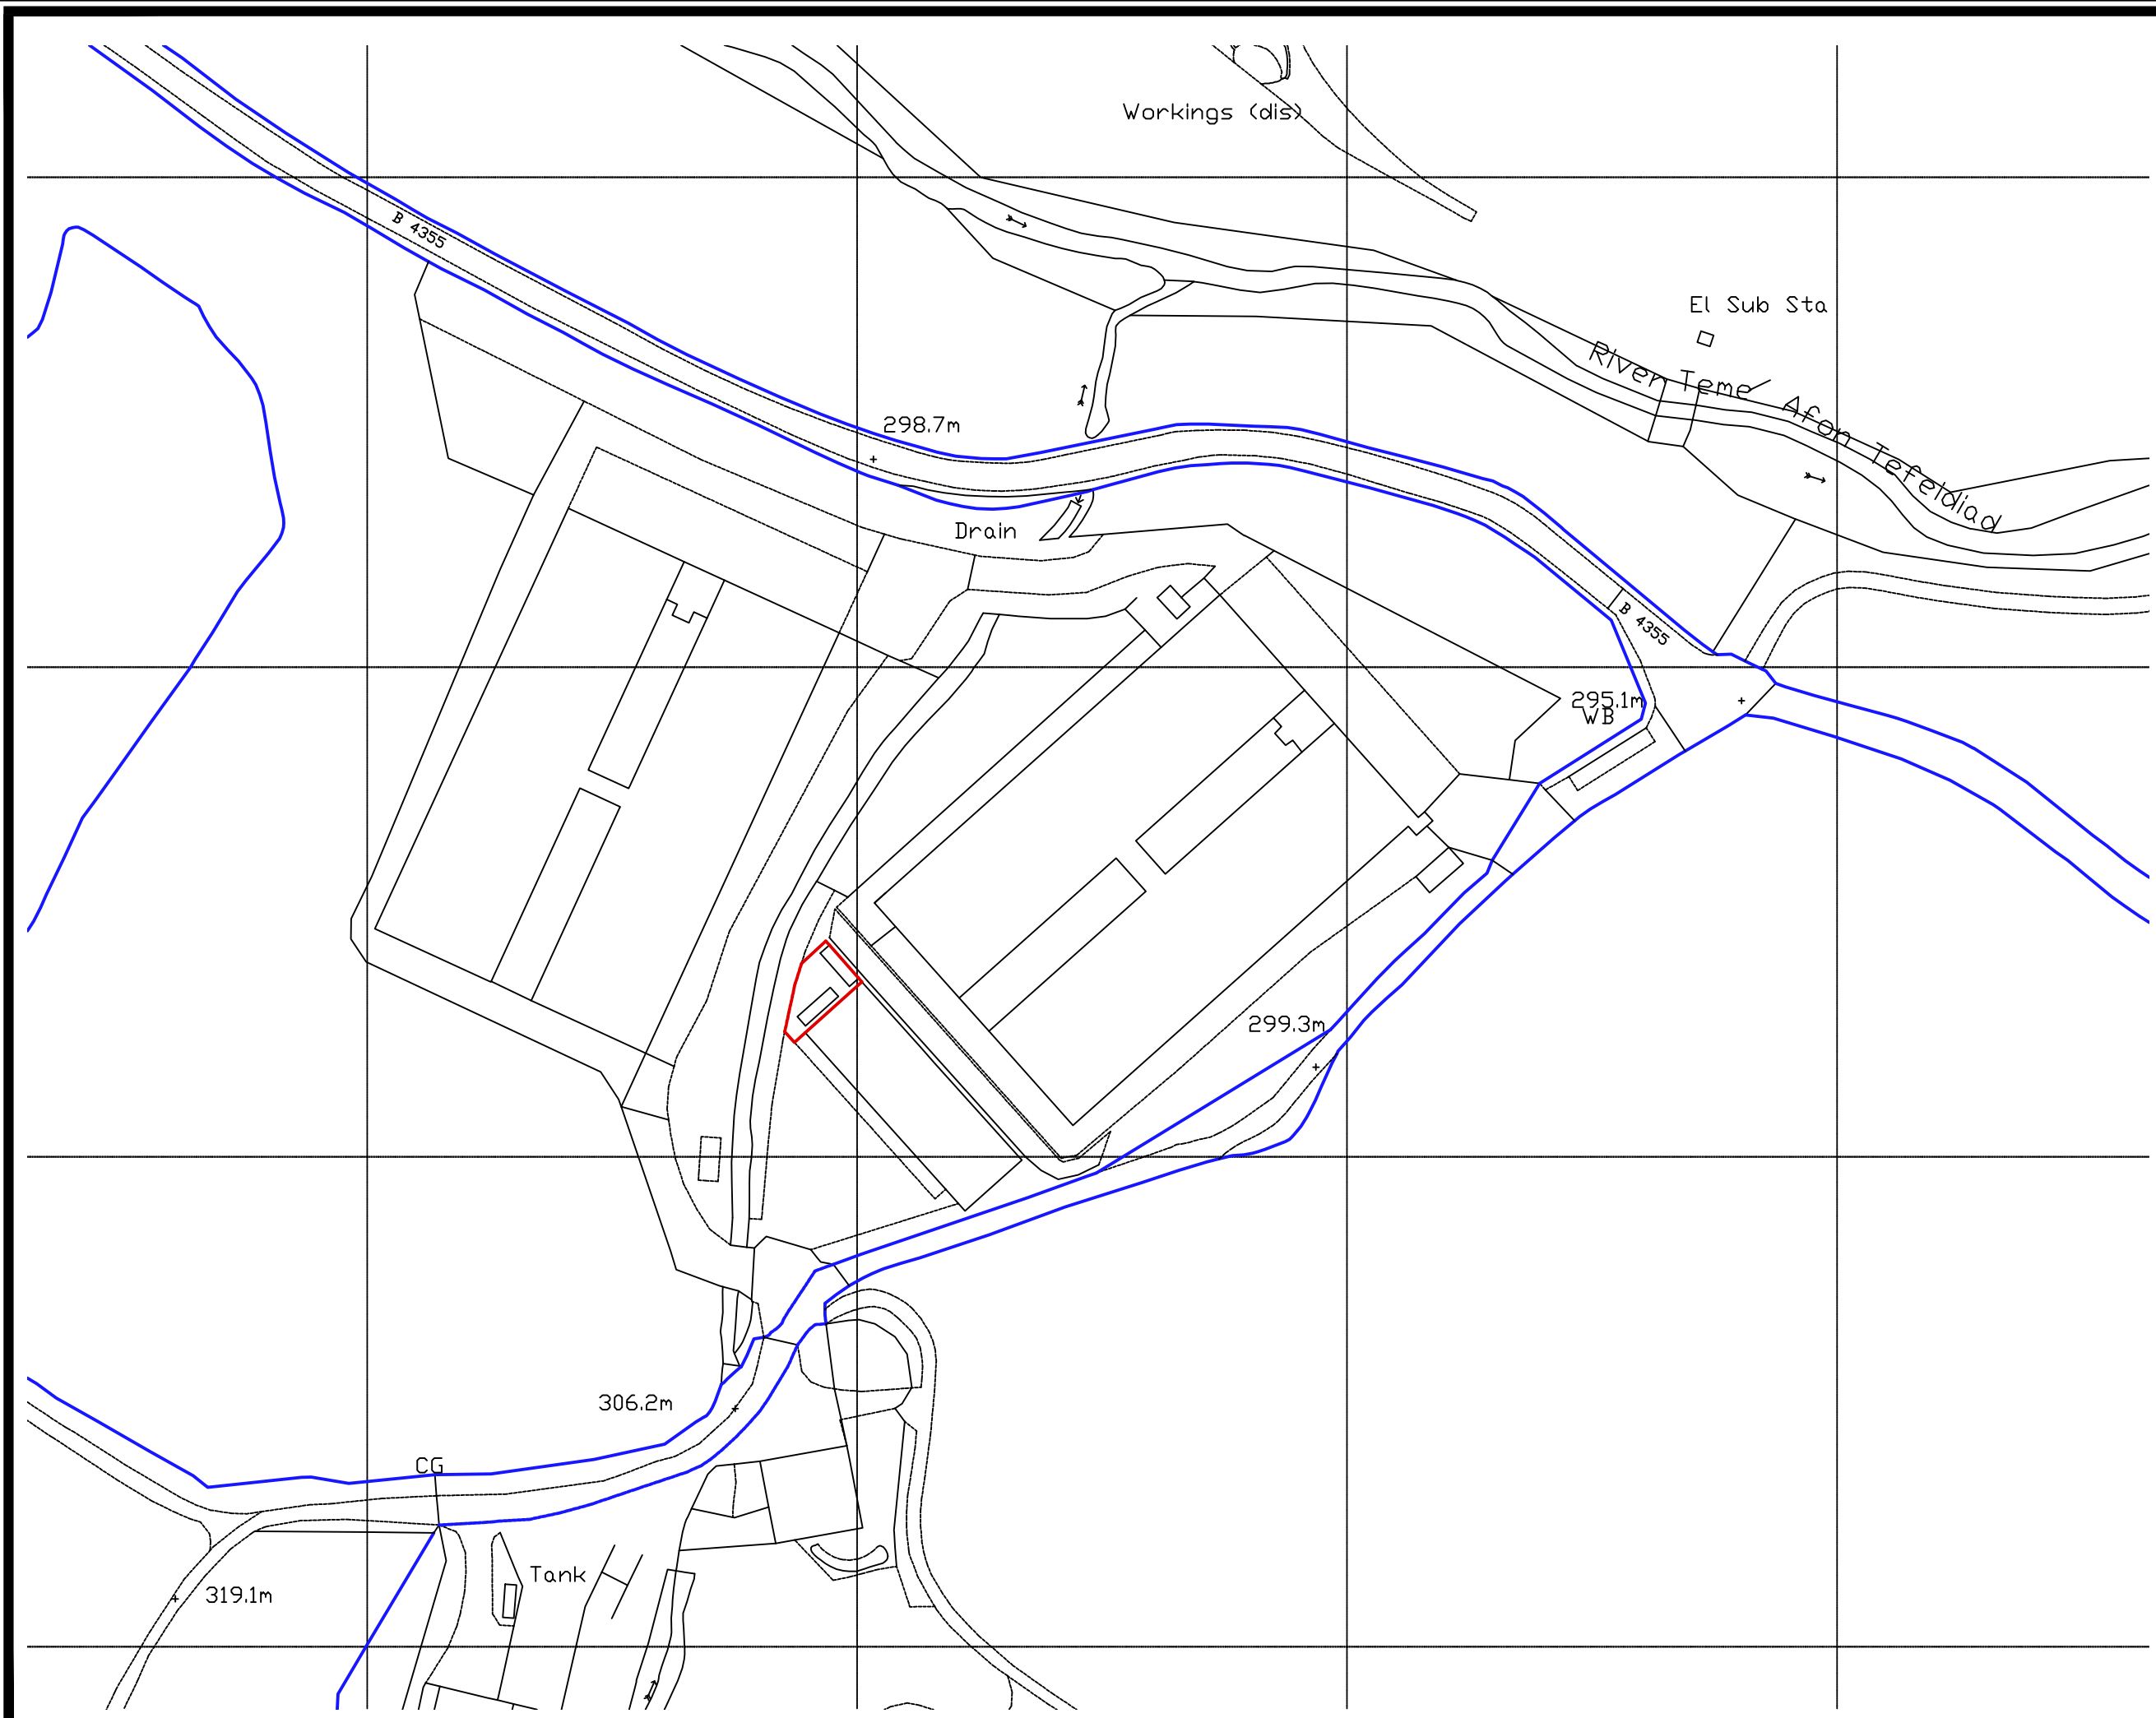 Workings (dis)
B 4355
El Sub Sta
River Teme / Afon Tefeldiad
298.7m
Drain
B 4355
295.1m
WB
299.3m
306.2m
CG
Tank
319.1m